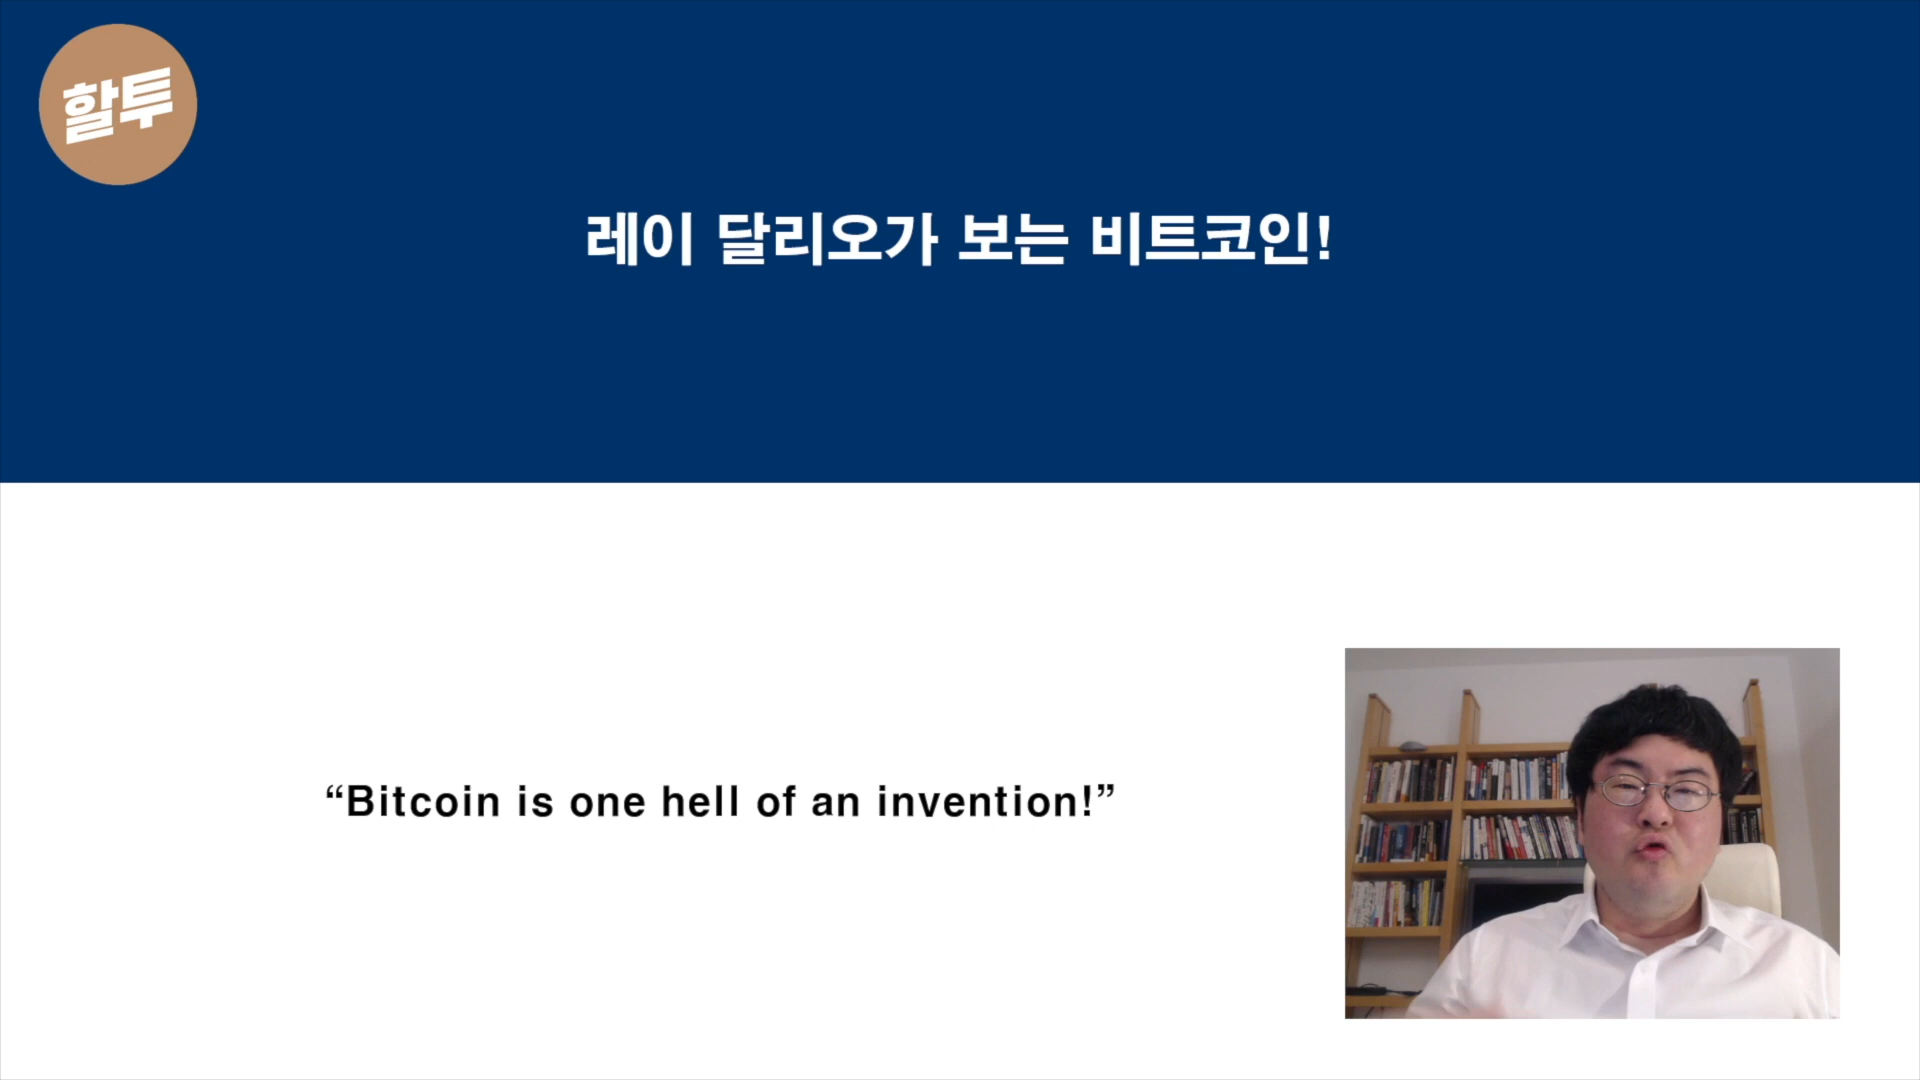 할투
레이 달리오가 보는 비트코인!
“Bitcoin is one hell of an invention!”